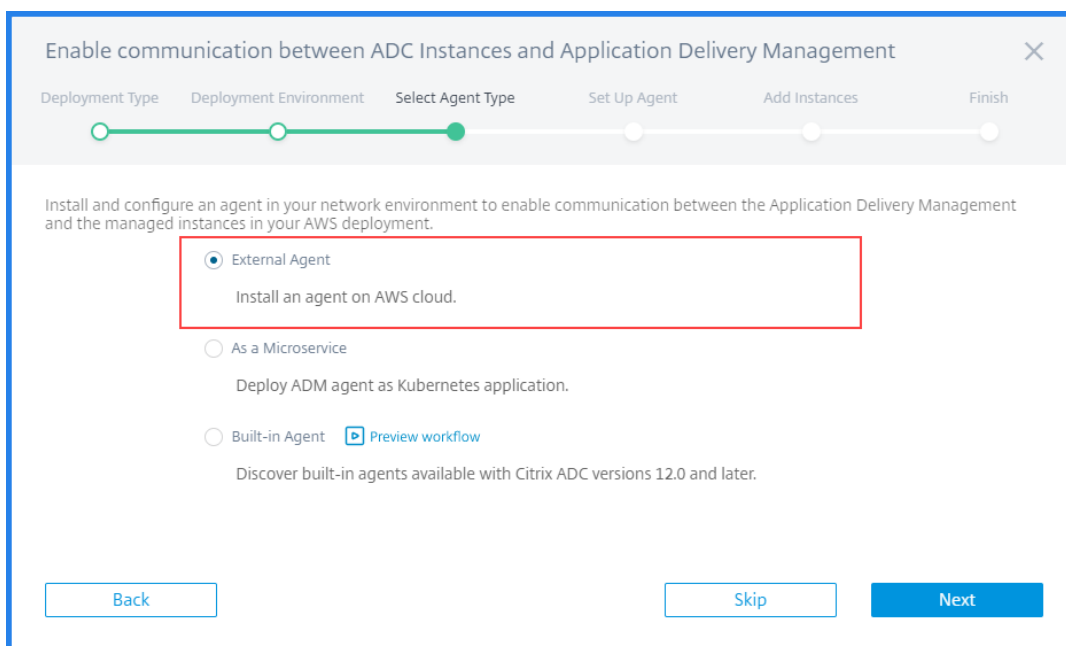 Enable communication between ADC Instances and Application Delivery Management
Deployment Type Deployment Environment Select Agent Type Set Up Agent Add Instances Finish
Install and configure an agent in your network environment to enable communication between the Application Delivery Management
and the managed instances in your AWS deployment.
External Agent
Install an agent on AWS cloud.
As a Microservice
Deploy ADM agent as Kubernetes application.
Built-in Agent Preview workflow
Discover built-in agents available with Citrix ADC versions 12.0 and later.
Back Skip Next